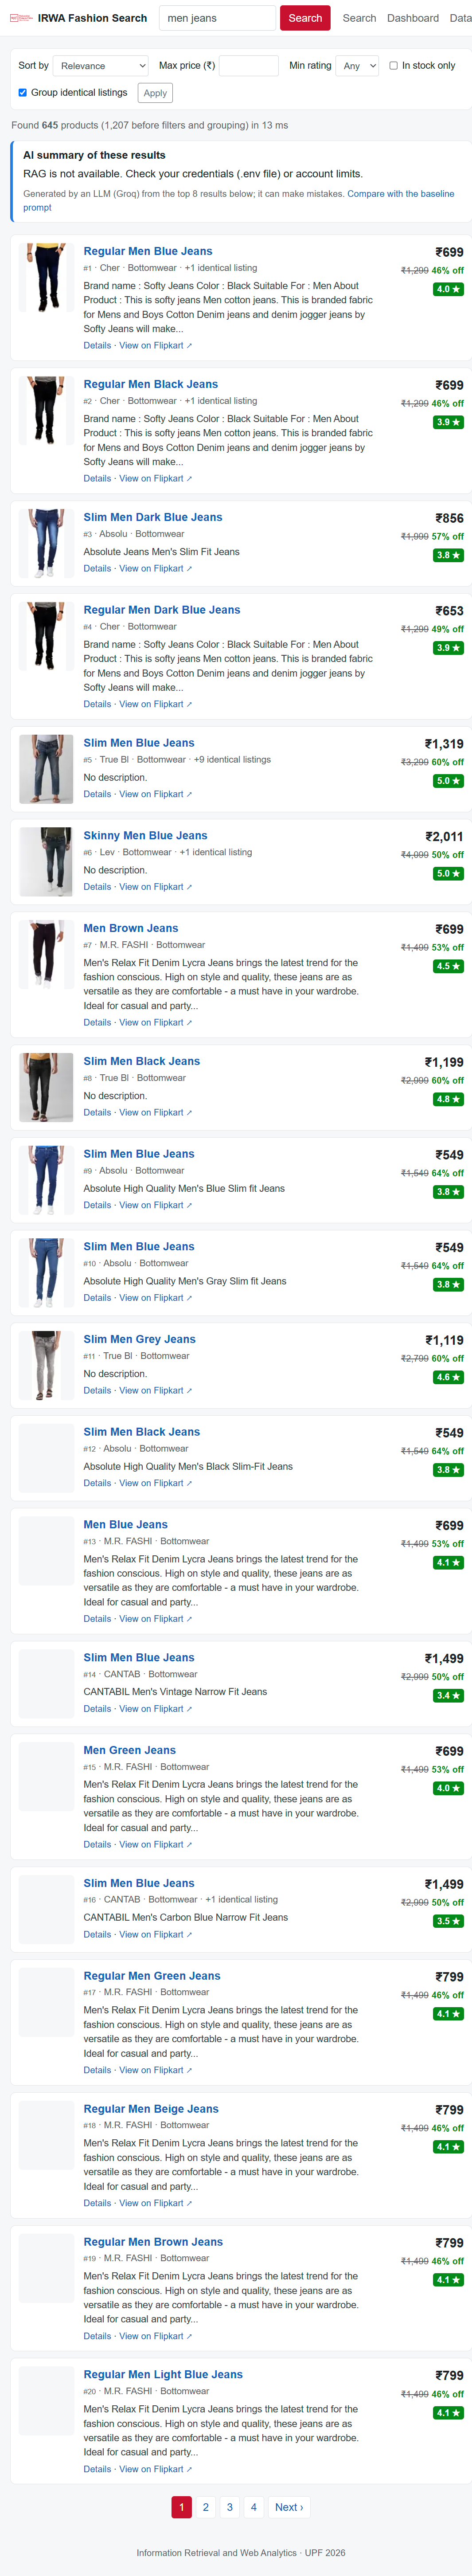 IRWA Fashion Search
men jeans
Search
Search Dashboard Data
Sort by Relevance Max price (₹) Min rating Any In stock only
Group identical listings Apply
Found 645 products (1,207 before filters and grouping) in 13 ms
AI summary of these results
RAG is not available. Check your credentials (.env file) or account limits.
Generated by an LLM (Groq) from the top 8 results below; it can make mistakes. Compare with the baseline
prompt
Regular Men Blue Jeans
#1 · Cher · Bottomwear · +1 identical listing
Brand name : Softy Jeans Color : Black Suitable For : Men About
Product : This is softy jeans Men cotton jeans. This is branded fabric
for Mens and Boys Cotton Denim jeans and denim jogger jeans by
Softy Jeans will make...
Details · View on Flipkart ↗
₹699
₹1,299 46% off
4.0 ★
Regular Men Black Jeans
#2 · Cher · Bottomwear · +1 identical listing
Brand name : Softy Jeans Color : Black Suitable For : Men About
Product : This is softy jeans Men cotton jeans. This is branded fabric
for Mens and Boys Cotton Denim jeans and denim jogger jeans by
Softy Jeans will make...
Details · View on Flipkart ↗
₹699
₹1,299 46% off
3.9 ★
Slim Men Dark Blue Jeans
#3 · Absolu · Bottomwear
Absolute Jeans Men's Slim Fit Jeans
Details · View on Flipkart ↗
₹856
₹1,999 57% off
3.8 ★
Regular Men Dark Blue Jeans
#4 · Cher · Bottomwear
Brand name : Softy Jeans Color : Black Suitable For : Men About
Product : This is softy jeans Men cotton jeans. This is branded fabric
for Mens and Boys Cotton Denim jeans and denim jogger jeans by
Softy Jeans will make...
Details · View on Flipkart ↗
₹653
₹1,299 49% off
3.9 ★
Slim Men Blue Jeans
#5 · True Bl · Bottomwear · +9 identical listings
No description.
Details · View on Flipkart ↗
₹1,319
₹3,299 60% off
5.0 ★
Skinny Men Blue Jeans
#6 · Lev · Bottomwear · +1 identical listing
No description.
Details · View on Flipkart ↗
₹2,011
₹4,099 50% off
5.0 ★
Men Brown Jeans
#7 · M.R. FASHI · Bottomwear
Men's Relax Fit Denim Lycra Jeans brings the latest trend for the
fashion conscious. High on style and quality, these jeans are as
versatile as they are comfortable - a must have in your wardrobe.
Ideal for casual and party...
Details · View on Flipkart ↗
₹699
₹1,499 53% off
4.5 ★
Slim Men Black Jeans
#8 · True Bl · Bottomwear
No description.
Details · View on Flipkart ↗
₹1,199
₹2,999 60% off
4.8 ★
Slim Men Blue Jeans
#9 · Absolu · Bottomwear
Absolute High Quality Men's Blue Slim fit Jeans
Details · View on Flipkart ↗
₹549
₹1,549 64% off
3.8 ★
Slim Men Blue Jeans
#10 · Absolu · Bottomwear
Absolute High Quality Men's Gray Slim fit Jeans
Details · View on Flipkart ↗
₹549
₹1,549 64% off
3.8 ★
Slim Men Grey Jeans
#11 · True Bl · Bottomwear
No description.
Details · View on Flipkart ↗
₹1,119
₹2,799 60% off
4.6 ★
Slim Men Black Jeans
#12 · Absolu · Bottomwear
Absolute High Quality Men's Black Slim-Fit Jeans
Details · View on Flipkart ↗
₹549
₹1,549 64% off
3.8 ★
Men Blue Jeans
#13 · M.R. FASHI · Bottomwear
Men's Relax Fit Denim Lycra Jeans brings the latest trend for the
fashion conscious. High on style and quality, these jeans are as
versatile as they are comfortable - a must have in your wardrobe.
Ideal for casual and party...
Details · View on Flipkart ↗
₹699
₹1,499 53% off
4.1 ★
Slim Men Blue Jeans
#14 · CANTAB · Bottomwear
CANTABIL Men's Vintage Narrow Fit Jeans
Details · View on Flipkart ↗
₹1,499
₹2,999 50% off
3.4 ★
Men Green Jeans
#15 · M.R. FASHI · Bottomwear
Men's Relax Fit Denim Lycra Jeans brings the latest trend for the
fashion conscious. High on style and quality, these jeans are as
versatile as they are comfortable - a must have in your wardrobe.
Ideal for casual and party...
Details · View on Flipkart ↗
₹699
₹1,499 53% off
4.0 ★
Slim Men Blue Jeans
#16 · CANTAB · Bottomwear · +1 identical listing
CANTABIL Men's Carbon Blue Narrow Fit Jeans
Details · View on Flipkart ↗
₹1,499
₹2,999 50% off
3.5 ★
Regular Men Green Jeans
#17 · M.R. FASHI · Bottomwear
Men's Relax Fit Denim Lycra Jeans brings the latest trend for the
fashion conscious. High on style and quality, these jeans are as
versatile as they are comfortable - a must have in your wardrobe.
Ideal for casual and party...
Details · View on Flipkart ↗
₹799
₹1,499 46% off
4.1 ★
Regular Men Beige Jeans
#18 · M.R. FASHI · Bottomwear
Men's Relax Fit Denim Lycra Jeans brings the latest trend for the
fashion conscious. High on style and quality, these jeans are as
versatile as they are comfortable - a must have in your wardrobe.
Ideal for casual and party...
Details · View on Flipkart ↗
₹799
₹1,499 46% off
4.1 ★
Regular Men Brown Jeans
#19 · M.R. FASHI · Bottomwear
Men's Relax Fit Denim Lycra Jeans brings the latest trend for the
fashion conscious. High on style and quality, these jeans are as
versatile as they are comfortable - a must have in your wardrobe.
Ideal for casual and party...
Details · View on Flipkart ↗
₹799
₹1,499 46% off
4.1 ★
Regular Men Light Blue Jeans
#20 · M.R. FASHI · Bottomwear
Men's Relax Fit Denim Lycra Jeans brings the latest trend for the
fashion conscious. High on style and quality, these jeans are as
versatile as they are comfortable - a must have in your wardrobe.
Ideal for casual and party...
Details · View on Flipkart ↗
₹799
₹1,499 46% off
4.1 ★
1 2 3 4 Next ›
Information Retrieval and Web Analytics · UPF 2026